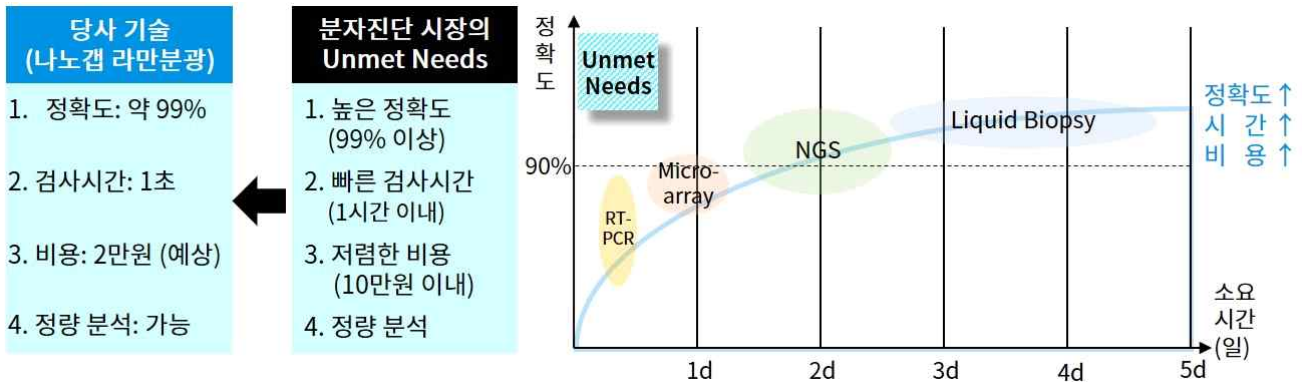 당사 기술
(나노갭 라만분광)
1. 정확도: 약 99%
2. 검사시간: 1초
3. 비용: 2만원 (예상)
4. 정량 분석: 가능
분자진단 시장의
Unmet Needs
1. 높은 정확도
(99% 이상)
2. 빠른 검사시간
(1시간 이내)
3. 저렴한 비용
(10만원 이내)
4. 정량 분석
정
확
도
Unmet
Needs
90%
RT-
PCR
Micro-
array
NGS
Liquid Biopsy
정확도 ↑
시 간 ↑
비 용 ↑
소요
시간
(일)
1d
2d
3d
4d
5d